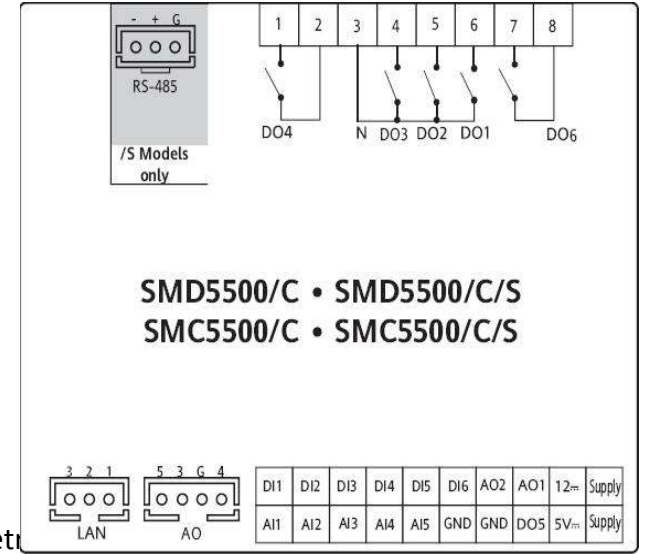 - + G
RS-485
/S Models
only
1 2 3 4 5 6 7 8
DO4 N DO3 DO2 DO1 DO6
SMD5500/C • SMD5500/C/S
SMC5500/C • SMC5500/C/S
3 2 1
LAN
5 3 G 4
AO
DI1 DI2 DI3 DI4 DI5 DI6 AO2 AO1 12⎓ Supply
AI1 AI2 AI3 AI4 AI5 GND GND DO5 5V⎓ Supply